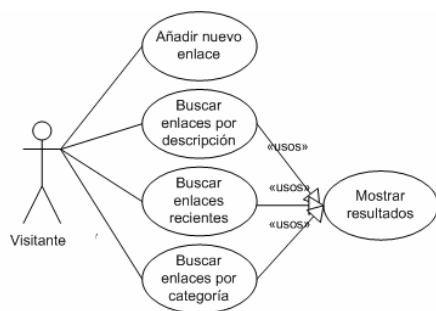 Añadir nuevo
enlace
Buscar
enlaces por
descripción
«usos»
Buscar
enlaces
recientes
«usos»
Mostrar
resultados
«usos»
Visitante
Buscar
enlaces por
categoría